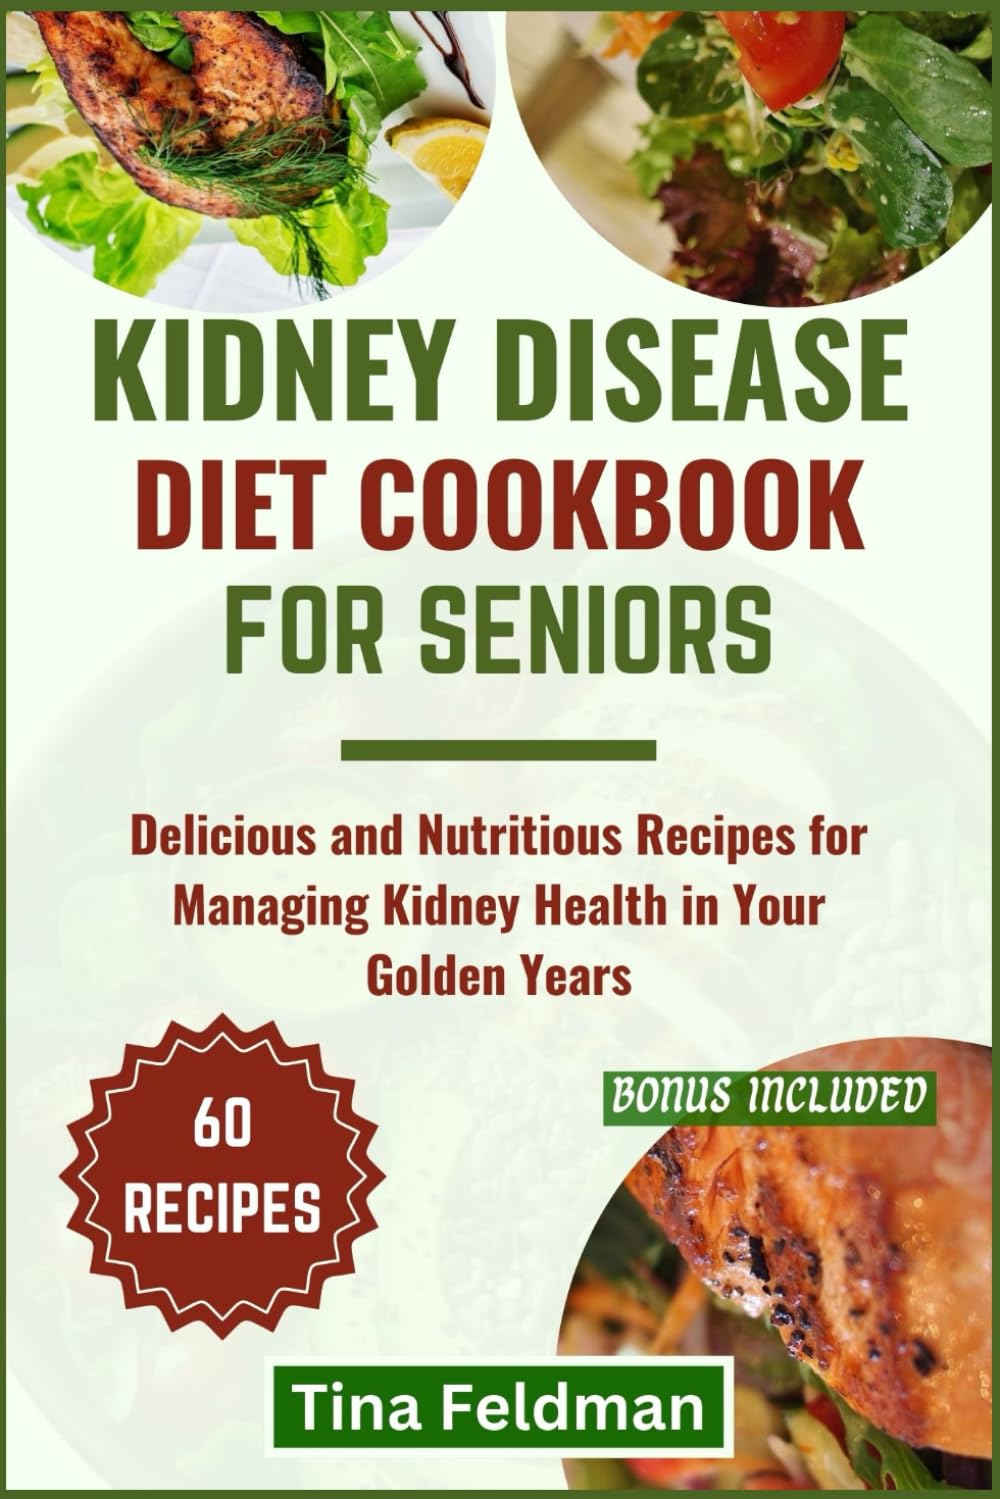 KIDNEY DISEASE
DIET COOKBOOK
FOR SENIORS
Delicious and Nutritious Recipes for
Managing Kidney Health in Your
Golden Years
60
RECIPES
BONUS INCLUDED
Tina Feldman